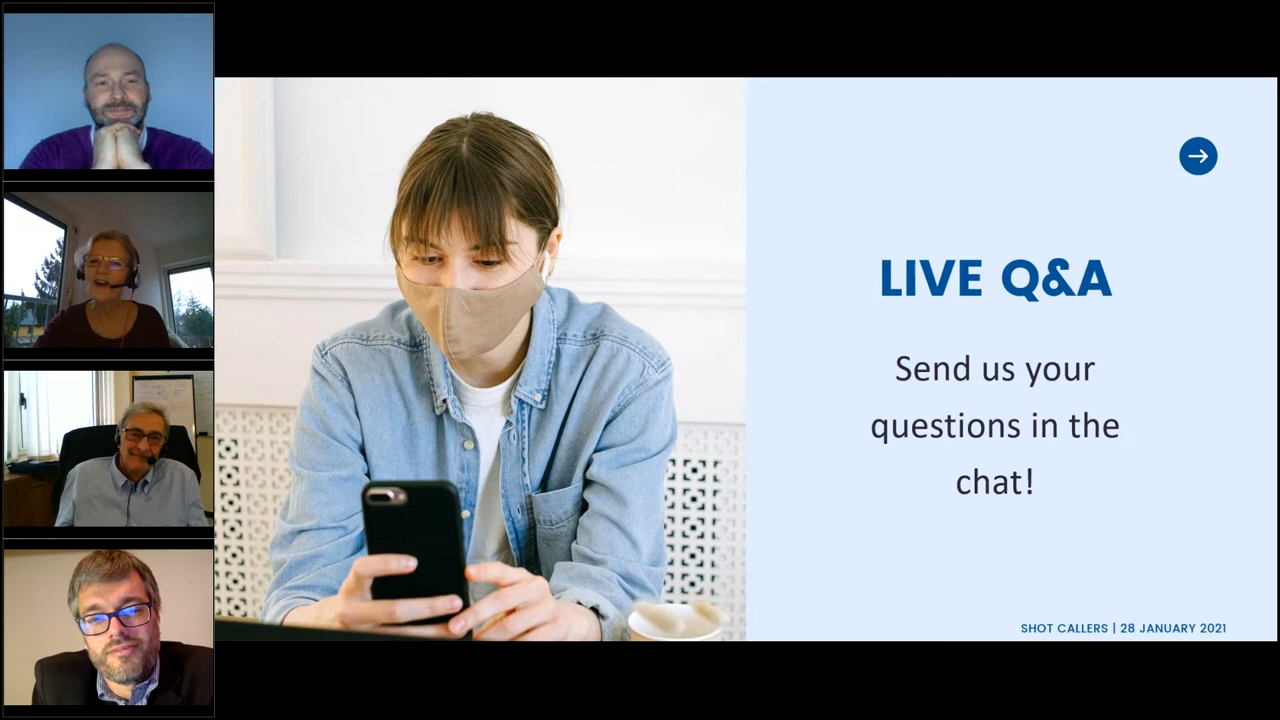 LIVE Q&A
Send us your
questions in the
chat!
SHOT CALLERS | 28 JANUARY 2021